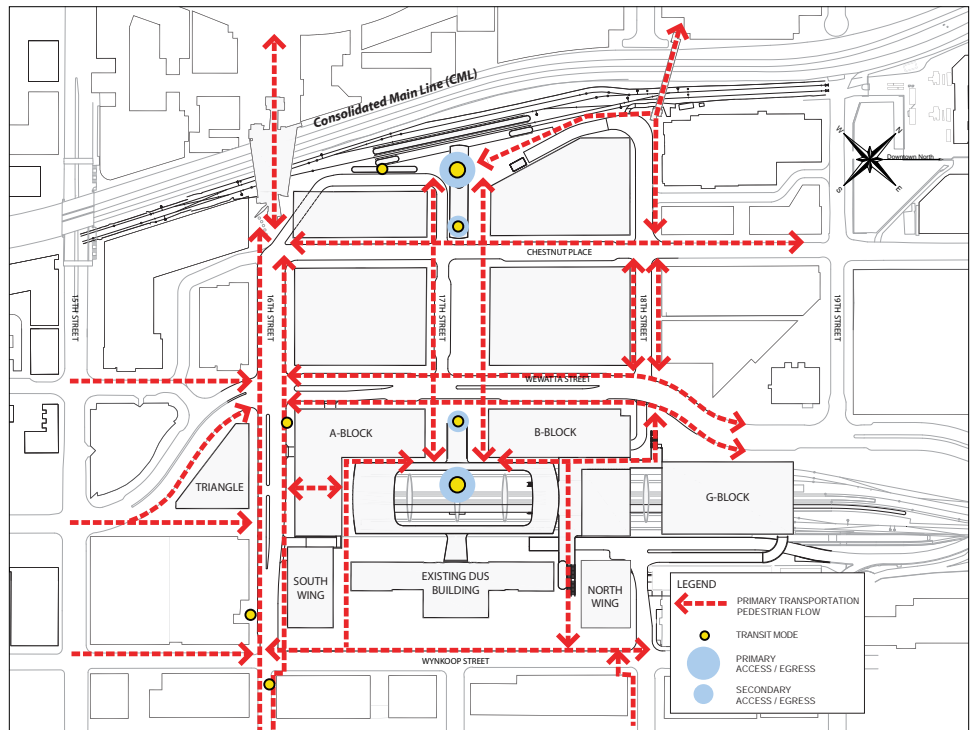 Consolidated Main Line (CML)
W
N
Downtown North
S
E
CHESTNUT PLACE
15TH STREET
16TH STREET
17TH STREET
18TH STREET
19TH STREET
WEWATTA STREET
A-BLOCK
B-BLOCK
TRIANGLE
G-BLOCK
SOUTH
WING
EXISTING DUS
BUILDING
NORTH
WING
WYNKOOP STREET
LEGEND
PRIMARY TRANSPORTATION
PEDESTRIAN FLOW
TRANSIT MODE
PRIMARY
ACCESS / EGRESS
SECONDARY
ACCESS / EGRESS